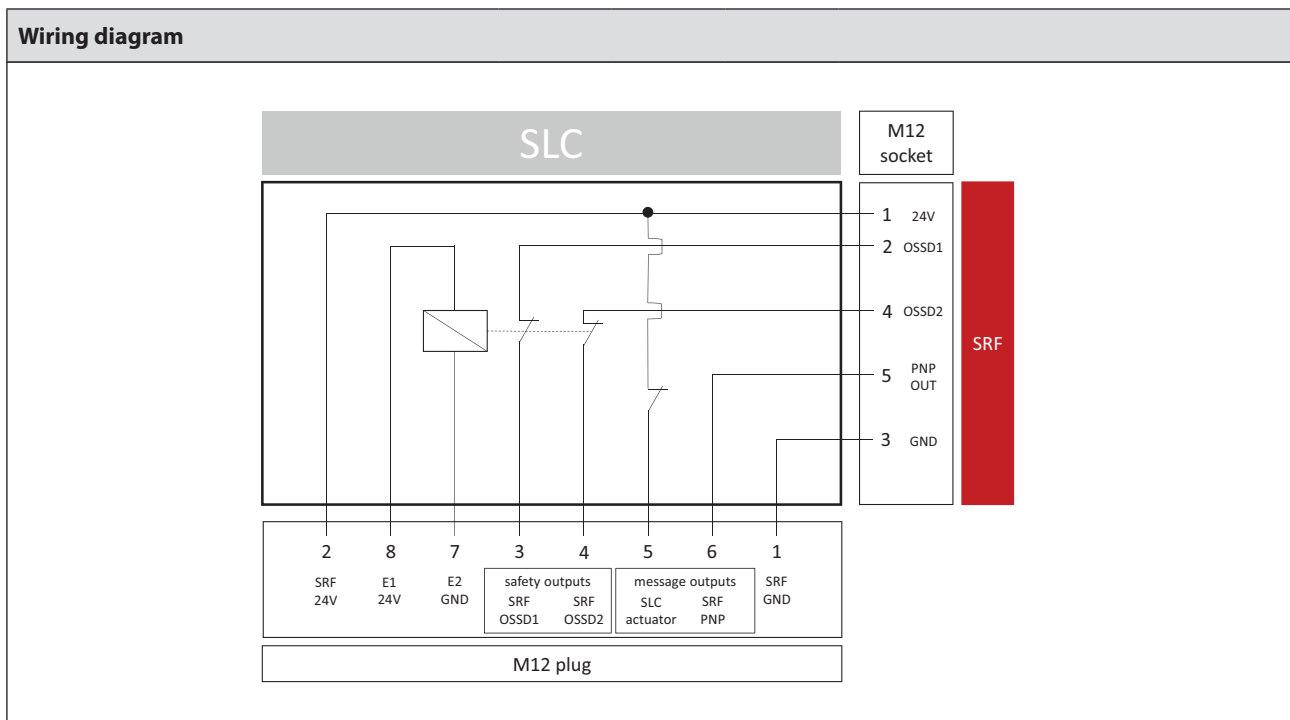 Wiring diagram
SLC
M12
socket
1 24V
2 OSSD1
4 OSSD2
SRF
5 PNP
OUT
3 GND
2 8 7 3 4 5 6 1
SRF
24V
E1
24V
E2
GND
safety outputs
SRF
OSSD1
SRF
OSSD2
message outputs
SLC
actuator
SRF
PNP
SRF
GND
M12 plug